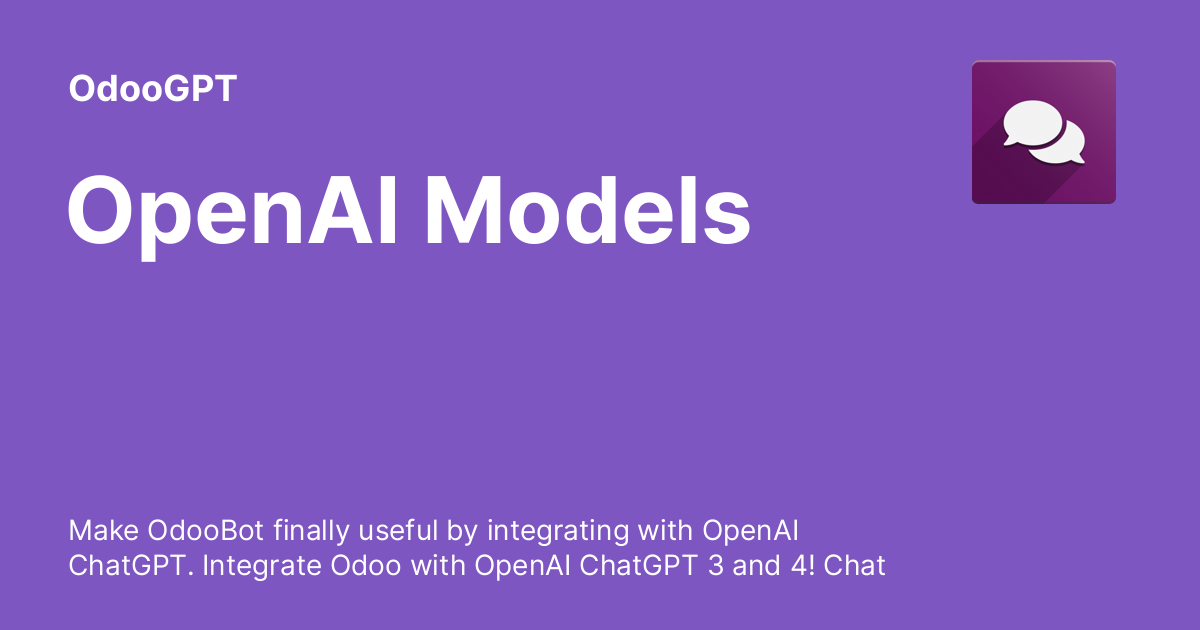 OdooGPT
OpenAI Models
Make OdooBot finally useful by integrating with OpenAI
ChatGPT. Integrate Odoo with OpenAI ChatGPT 3 and 4! Chat